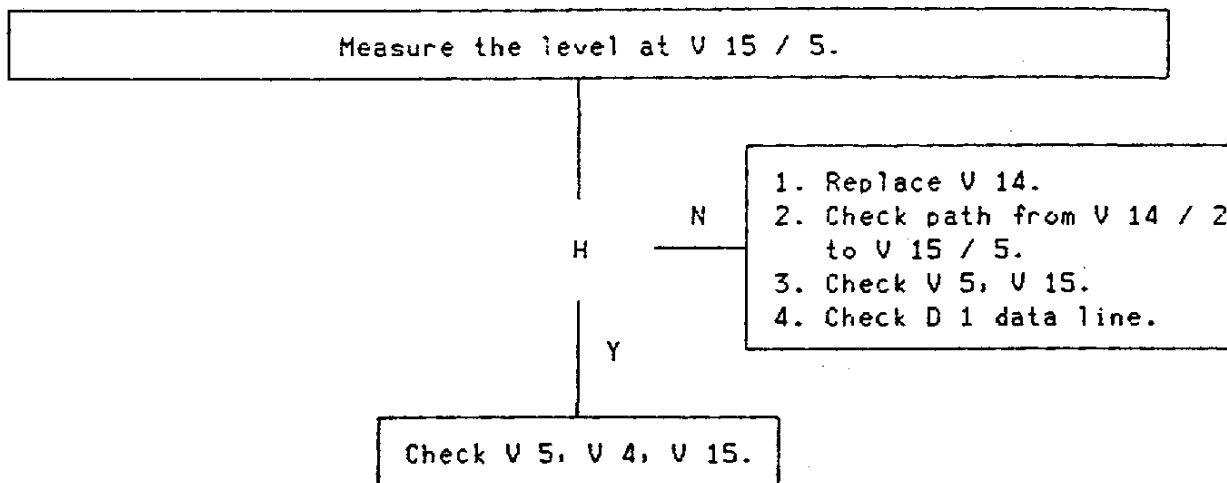 Measure the level at V 15 / 5.
H
N
1. Replace V 14.
2. Check path from V 14 / 2
to V 15 / 5.
3. Check V 5, V 15.
4. Check D 1 data line.
Y
Check V 5, V 4, V 15.